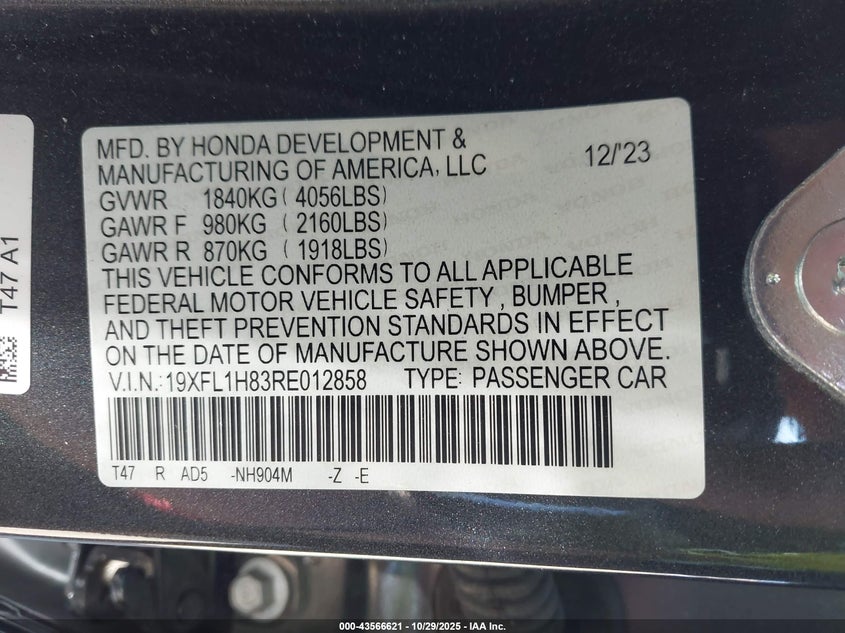 MFD. BY HONDA DEVELOPMENT &
MANUFACTURING OF AMERICA, LLC 12/'23
GVWR 1840KG ( 4056LBS)
GAWR F 980KG ( 2160LBS)
GAWR R 870KG ( 1918LBS)
THIS VEHICLE CONFORMS TO ALL APPLICABLE
FEDERAL MOTOR VEHICLE SAFETY , BUMPER ,
AND THEFT PREVENTION STANDARDS IN EFFECT
ON THE DATE OF MANUFACTURE SHOWN ABOVE.
V.I.N.: 19XFL1H83RE012858 TYPE: PASSENGER CAR
T47 R AD5 -NH904M -Z -E
T47 A1
000-43566621 - 10/29/2025 - IAA Inc.